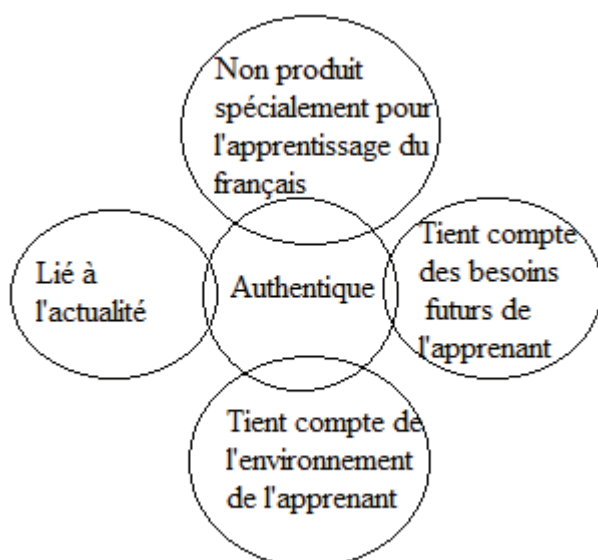 Non produit
spécialement pour
l'apprentissage du
français
Lié à
l'actualité
Authentique
Tient compte
des besoins
futurs de
l'apprenant
Tient compte de
l'environnement
de l'apprenant